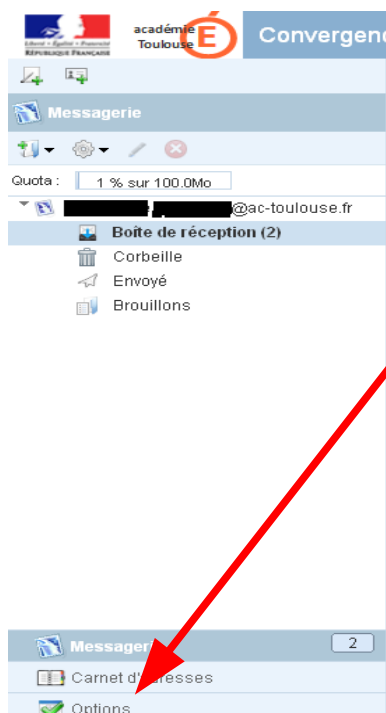 Liberté • Égalité • Fraternité
RÉPUBLIQUE FRANÇAISE
académie
Toulouse
É
Convergenc
Messagerie
Quota :
1 % sur 100.0Mo
@ac-toulouse.fr
Boîte de réception (2)
Corbeille
Envoyé
Brouillons
Messagerie
2
Carnet d'adresses
Options